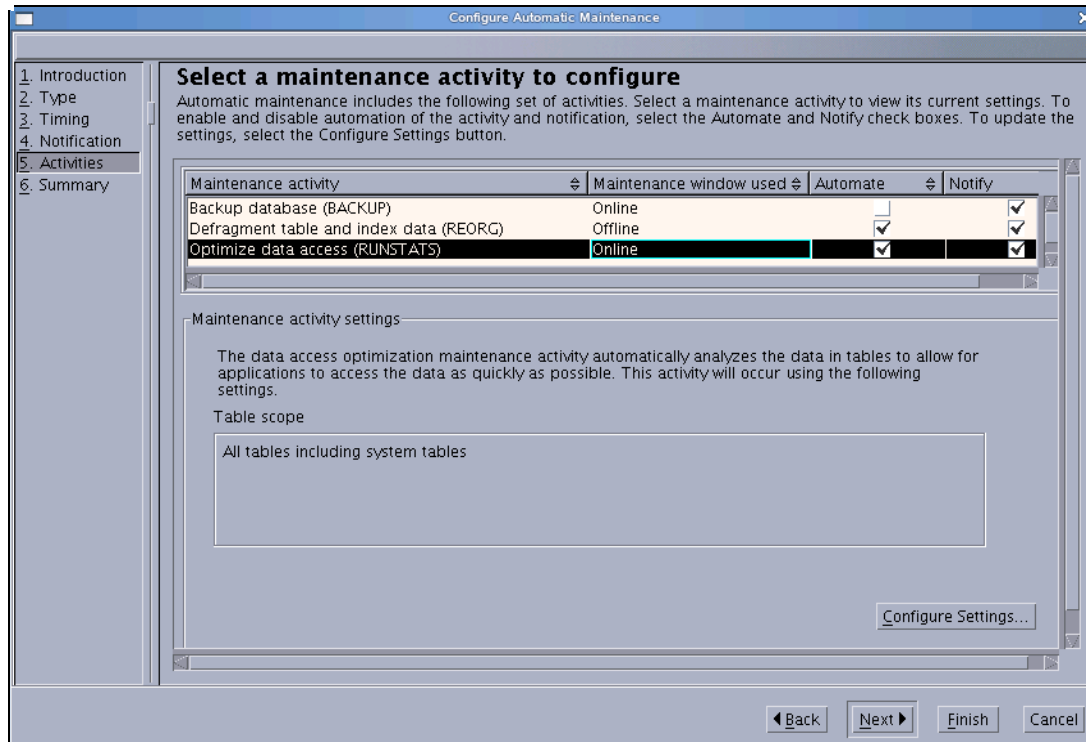 Configure Automatic Maintenance
1. Introduction
2. Type
3. Timing
4. Notification
5. Activities
6. Summary
Select a maintenance activity to configure
Automatic maintenance includes the following set of activities. Select a maintenance activity to view its current settings. To
enable and disable automation of the activity and notification, select the Automate and Notify check boxes. To update the
settings, select the Configure Settings button.
Maintenance activity Maintenance window used Automate Notify
Backup database (BACKUP) Online
Defragment table and index data (REORG) Offline
Optimize data access (RUNSTATS) Online
Maintenance activity settings
The data access optimization maintenance activity automatically analyzes the data in tables to allow for
applications to access the data as quickly as possible. This activity will occur using the following
settings.
Table scope
All tables including system tables
Configure Settings...
Back Next Finish Cancel